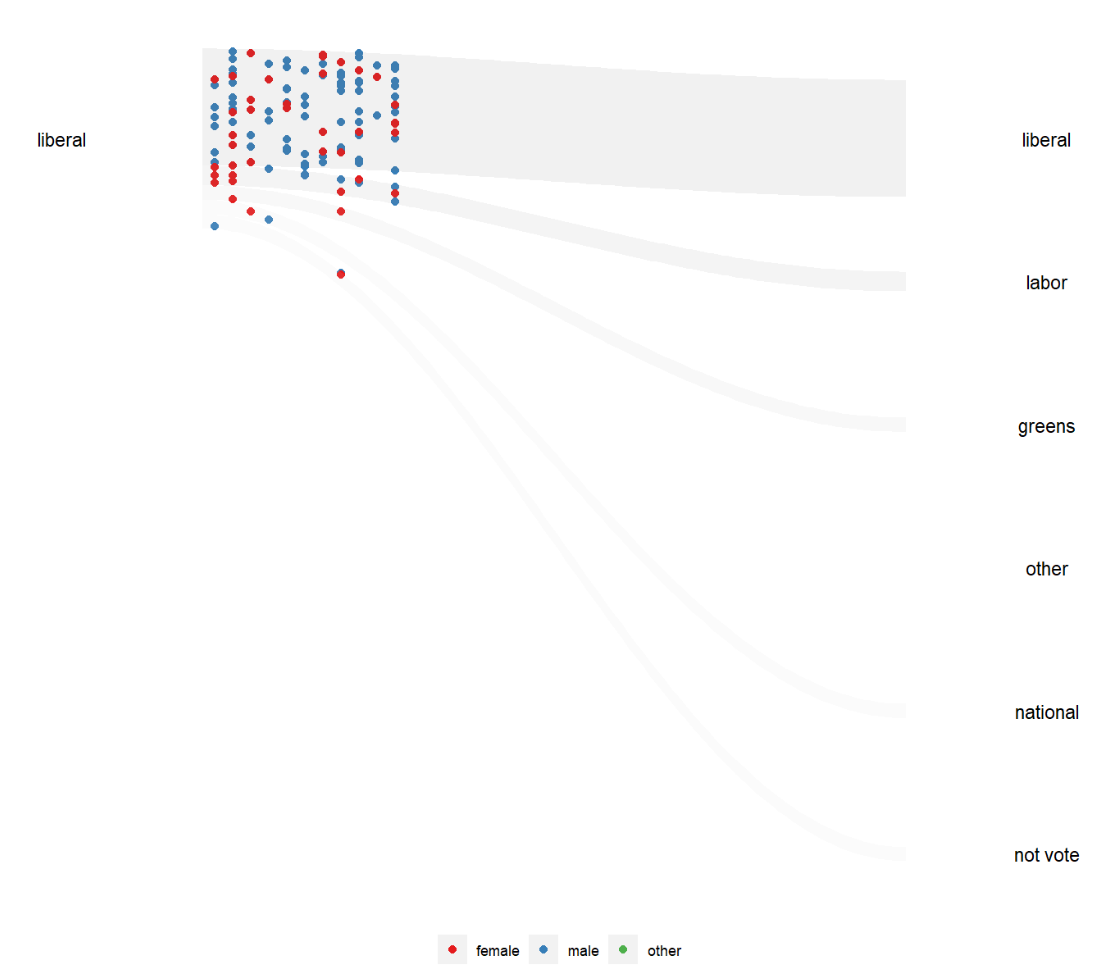 liberal
liberal
labor
greens
other
national
not vote
female male other